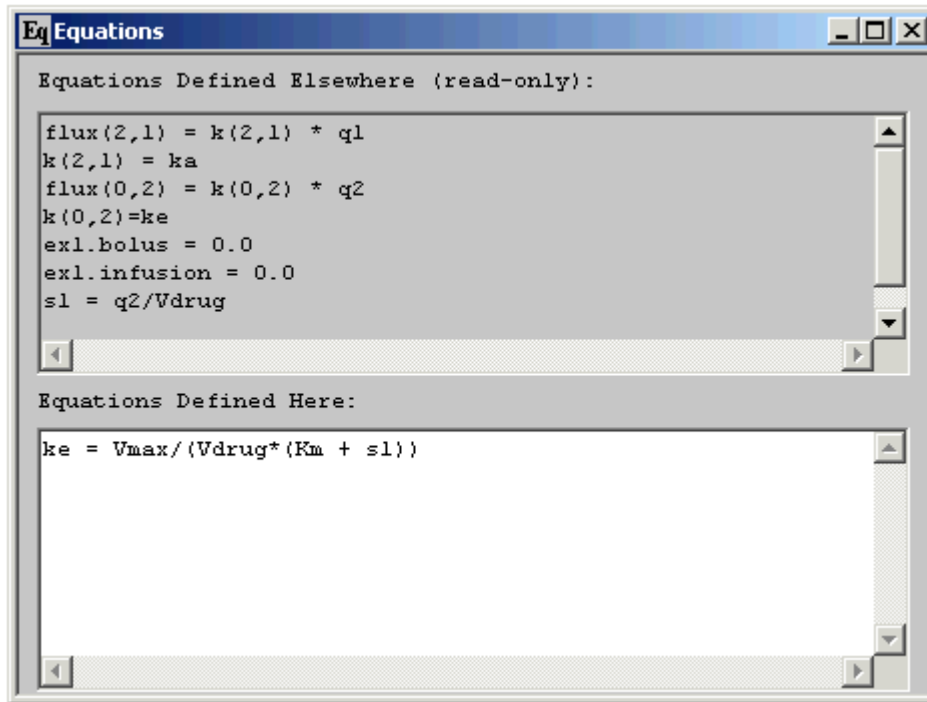 Eq Equations
Equations Defined Elsewhere (read-only):
flux(2,1) = k(2,1) * q1
k(2,1) = ka
flux(0,2) = k(0,2) * q2
k(0,2)=ke
ex1.bolus = 0.0
ex1.infusion = 0.0
s1 = q2/Vdrug
Equations Defined Here:
ke = Vmax/(Vdrug*(Km + s1))